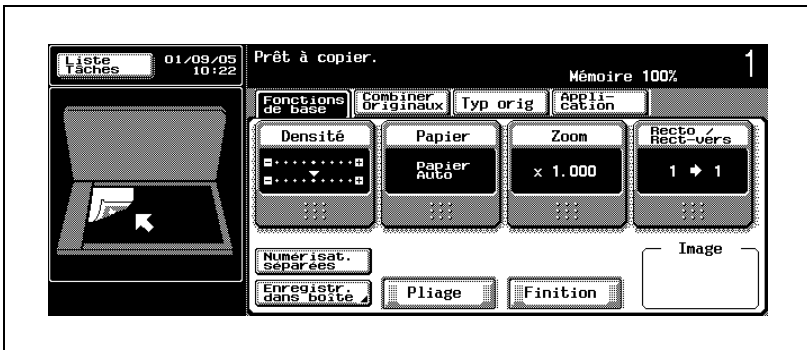 Liste
Tâches
01/09/05
10:22
Prêt à copier.
Mémoire 100%
1
Fonctions
de base
Combiner
Originaux
Typ orig
Appli-
cation
Densité
Papier
Zoom
Recto /
Rect-vers
Papier
Auto
× 1.000
1 ➔ 1
Numérisat.
séparées
Image
Enregistr.
dans boîte
Pliage
Finition